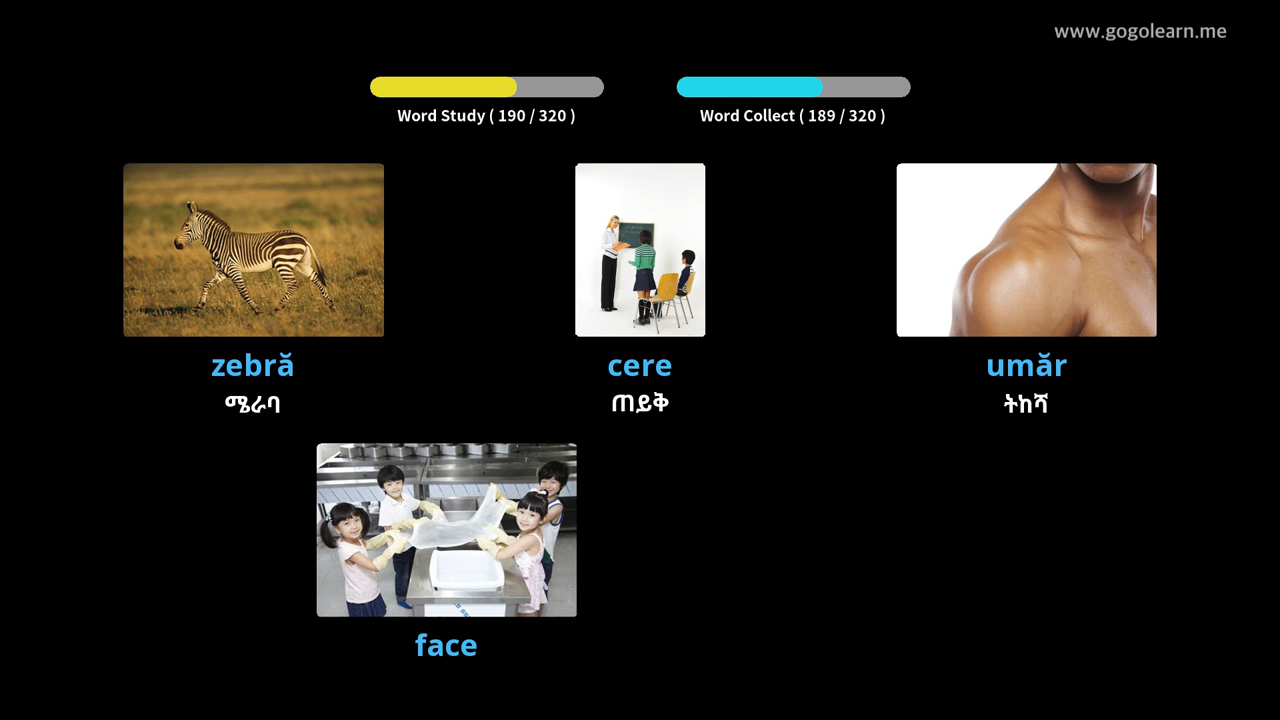 www.gogolearn.me
Word Study ( 190 / 320 )
Word Collect ( 189 / 320 )
zebră
cere
umăr
ሜራባ
ጠይቅ
ትከሻ
face